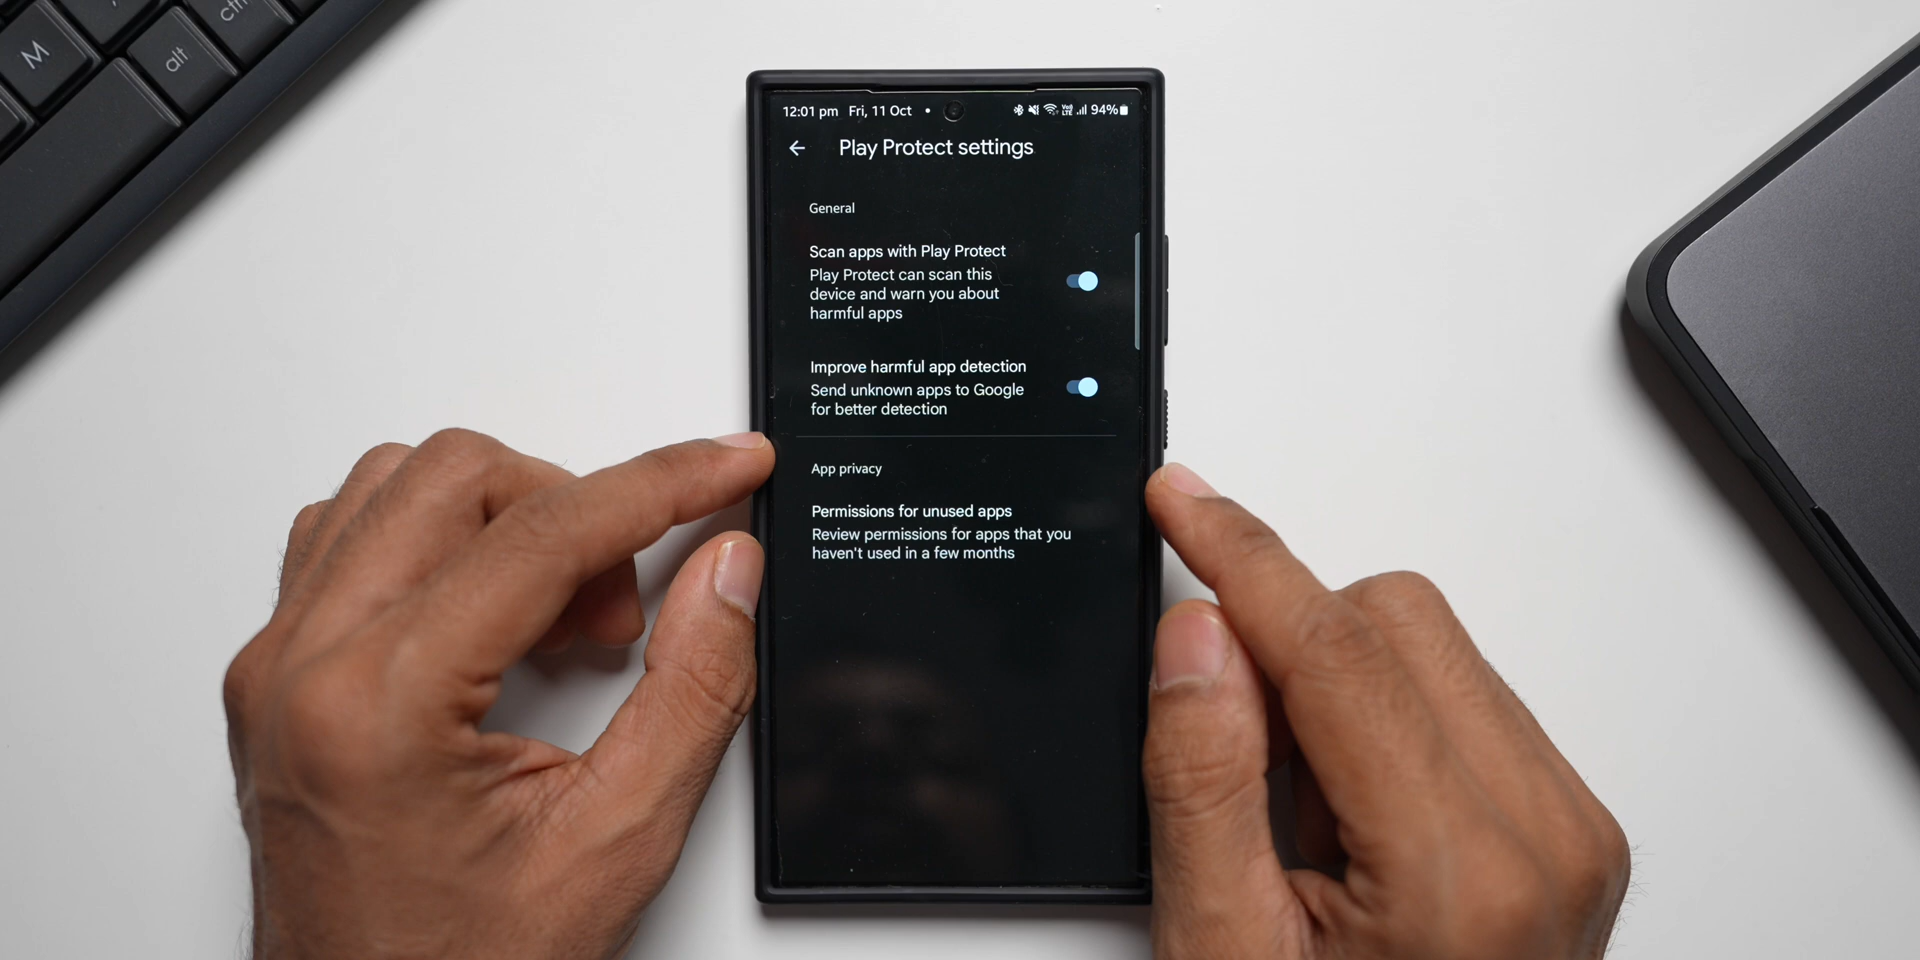 M
alt
ctrl
12:01 pm Fri, 11 Oct
94%
Play Protect settings
General
Scan apps with Play Protect
Play Protect can scan this
device and warn you about
harmful apps
Improve harmful app detection
Send unknown apps to Google
for better detection
App privacy
Permissions for unused apps
Review permissions for apps that you
haven't used in a few months